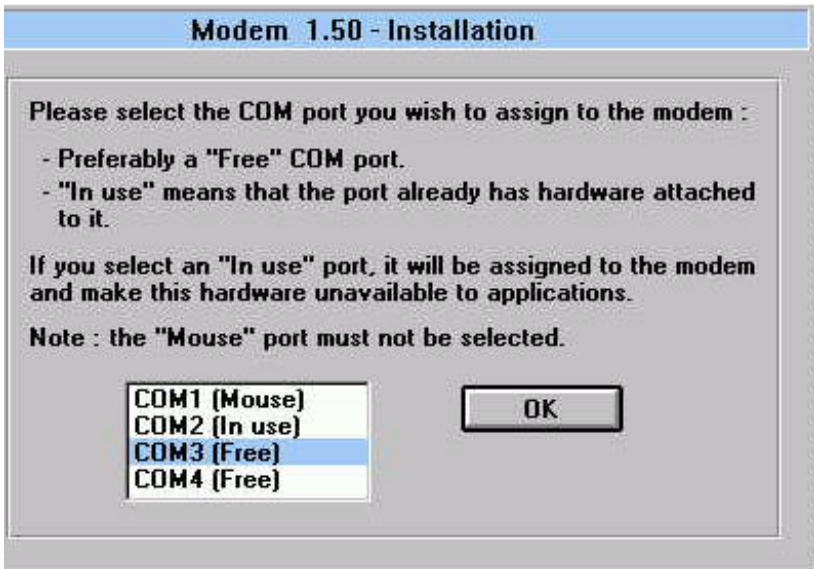 Modem 1.50 - Installation
Please select the COM port you wish to assign to the modem :
- Preferably a "Free" COM port.
- "In use" means that the port already has hardware attached
to it.
If you select an "In use" port, it will be assigned to the modem
and make this hardware unavailable to applications.
Note : the "Mouse" port must not be selected.
COM1 (Mouse)
COM2 (In use)
COM3 (Free)
COM4 (Free)
OK